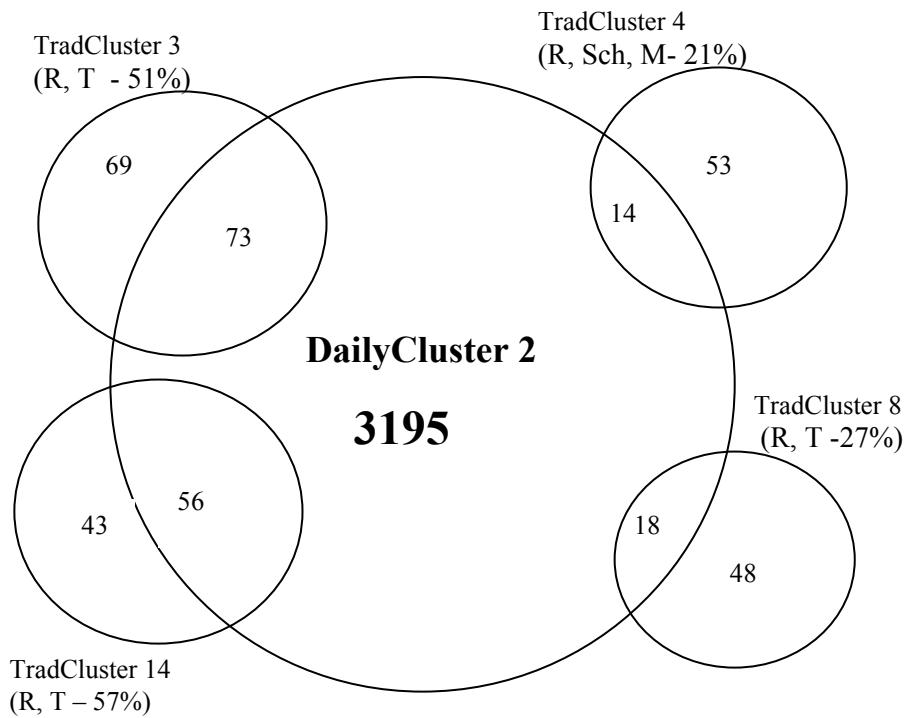 TradCluster 3
(R, T  - 51%)
69
73
TradCluster 4
(R, Sch, M- 21%)
53
14
DailyCluster 2
3195
TradCluster 8
(R, T -27%)
18
48
56
43
TradCluster 14
(R, T – 57%)